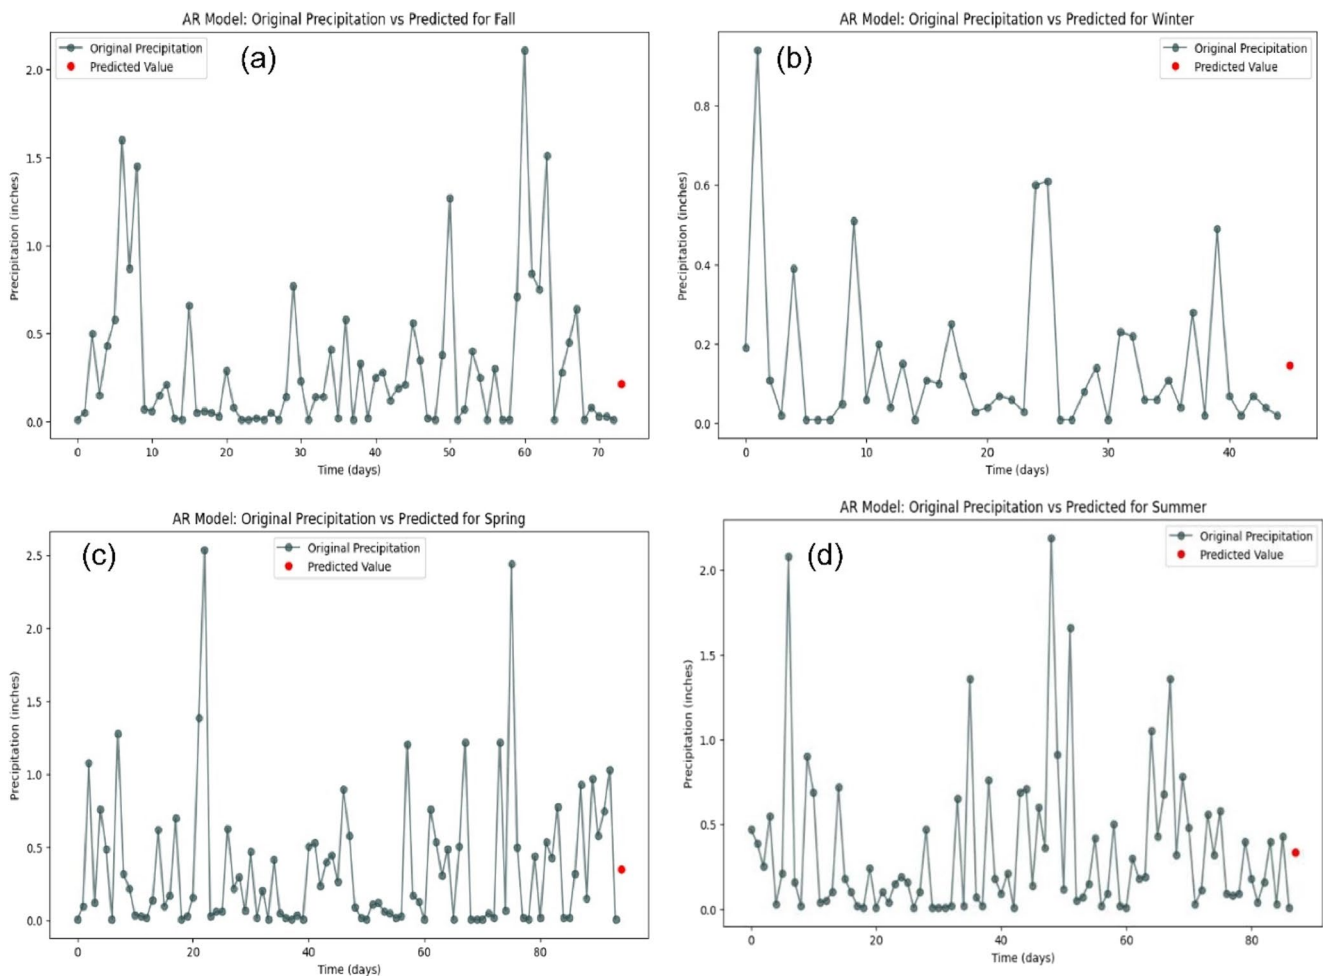 AR Model: Original Precipitation vs Predicted for Fall
Original Precipitation
Predicted Value
(a)
2.0
1.5
1.0
0.5
0.0
Precipitation (inches)
0 10 20 30 40 50 60 70
Time (days)
AR Model: Original Precipitation vs Predicted for Winter
(b)
Original Precipitation
Predicted Value
0.8
0.6
0.4
0.2
0.0
Precipitation (inches)
0 10 20 30 40
Time (days)
AR Model: Original Precipitation vs Predicted for Spring
(c)
Original Precipitation
Predicted Value
2.5
2.0
1.5
1.0
0.5
0.0
Precipitation (inches)
0 20 40 60 80
Time (days)
AR Model: Original Precipitation vs Predicted for Summer
(d)
Original Precipitation
Predicted Value
2.0
1.5
1.0
0.5
0.0
Precipitation (inches)
0 20 40 60 80
Time (days)